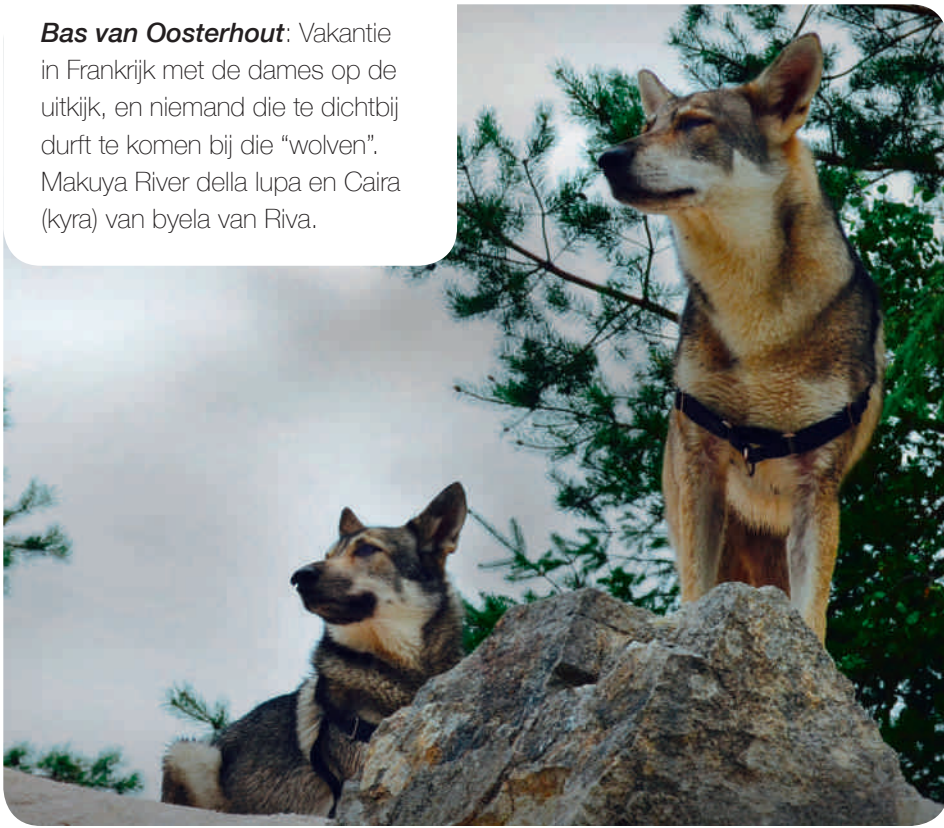 Bas van Oosterhout: Vakantie
in Frankrijk met de dames op de
uitkijk, en niemand die te dichtbij
durft te komen bij die “wolven”.
Makuya River della lupa en Caira
(kyra) van byela van Riva.